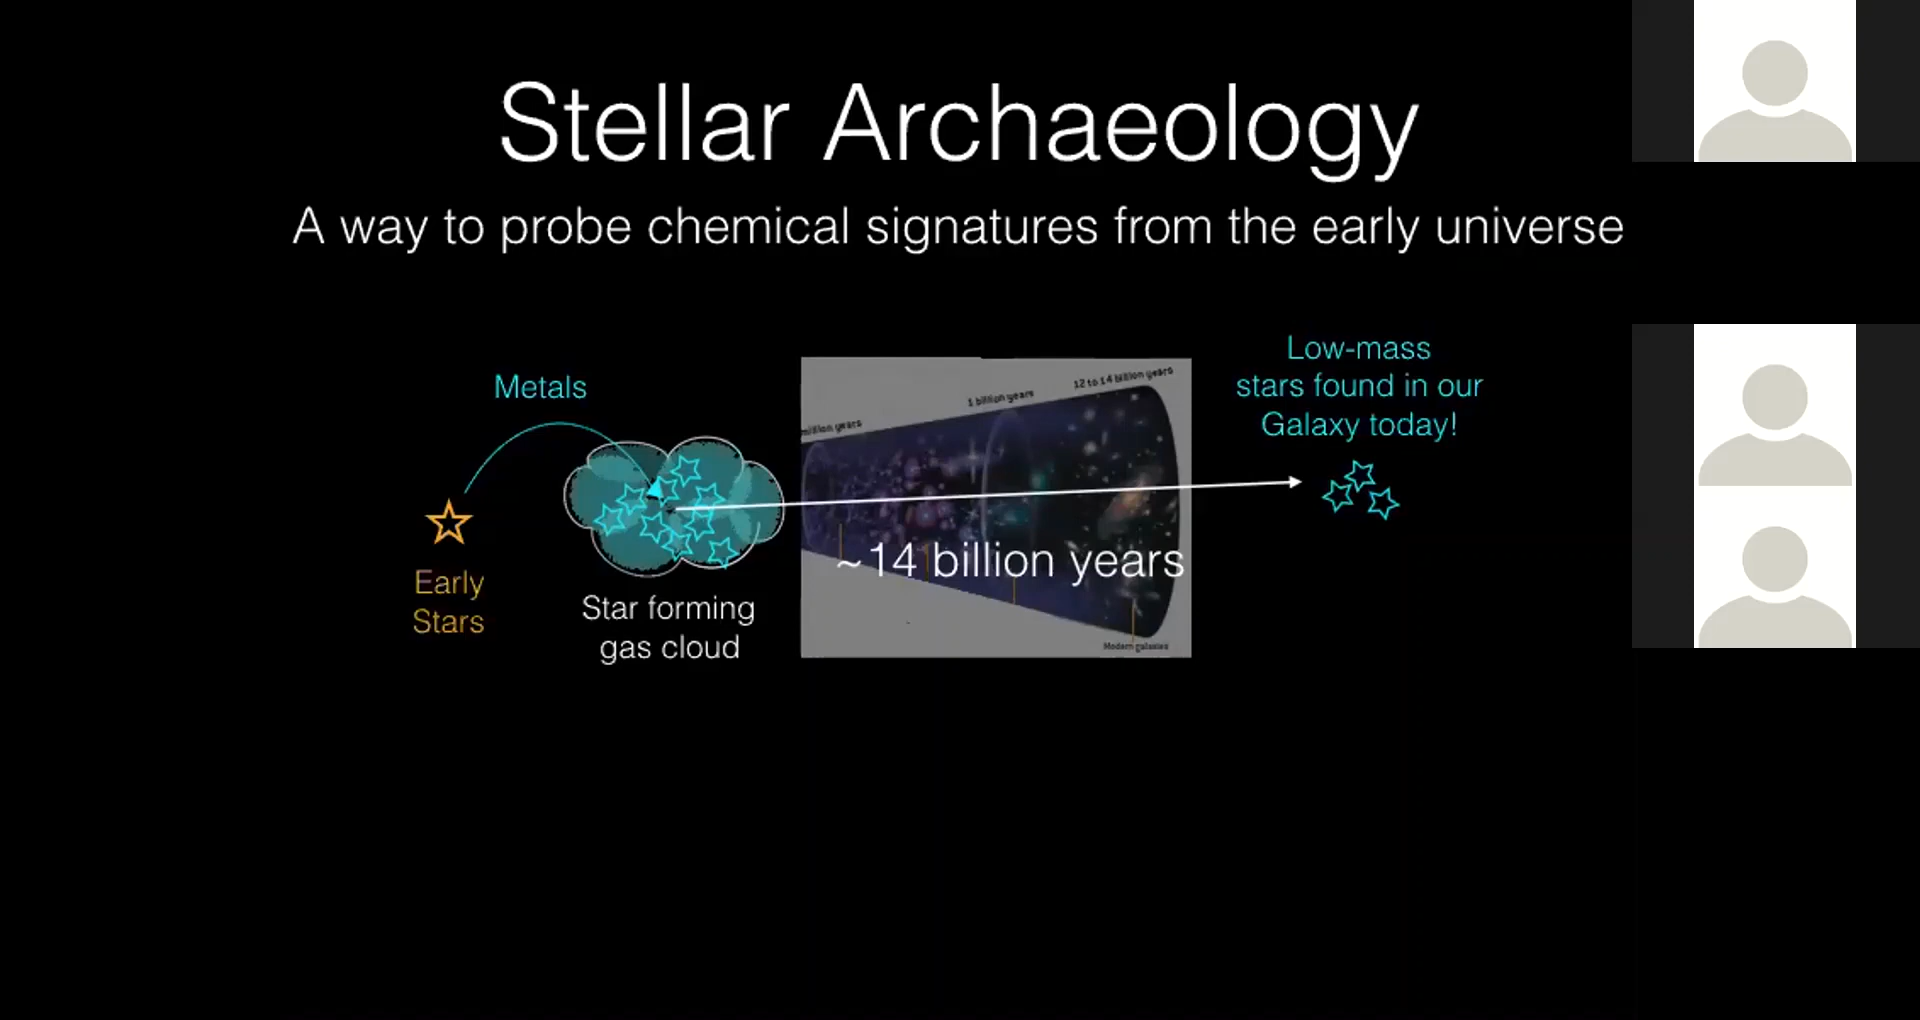 Stellar Archaeology
A way to probe chemical signatures from the early universe
Metals
Early
Stars
Star forming
gas cloud
million years
1 billion years
12 to 14 billion years
~14 billion years
Modern galaxies
Low-mass
stars found in our
Galaxy today!